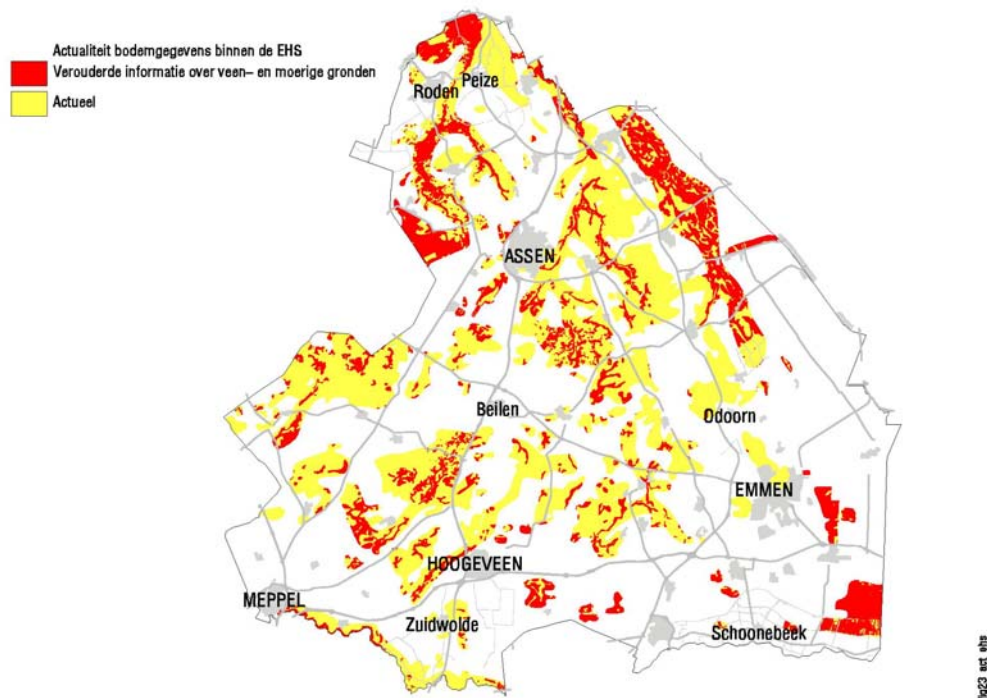 Actualiteit bodemgegevens binnen de EHS
Verouderde informatie over veen- en moerige gronden
Actueel
Roden
Peize
ASSEN
Beilen
Odoorn
EMMEN
HOOGEVEEN
MEPPEL
Zuidwolde
Schoonebeek